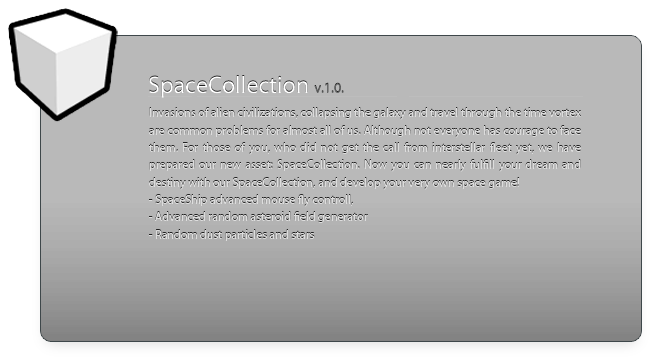 SpaceCollection v.1.0.
Invasions of alien civilizations, collapsing the galaxy and travel through the time vortex
are common problems for almost all of us. Although not everyone has courage to face
them. For those of you, who did not get the call from interstellar fleet yet, we have
prepared our new asset: SpaceCollection. Now you can nearly fulfill your dream and
destiny with our SpaceCollection, and develop your very own space game!
- SpaceShip advanced mouse fly controll,
- Advanced random asteroid field generator
- Random dust particles and stars